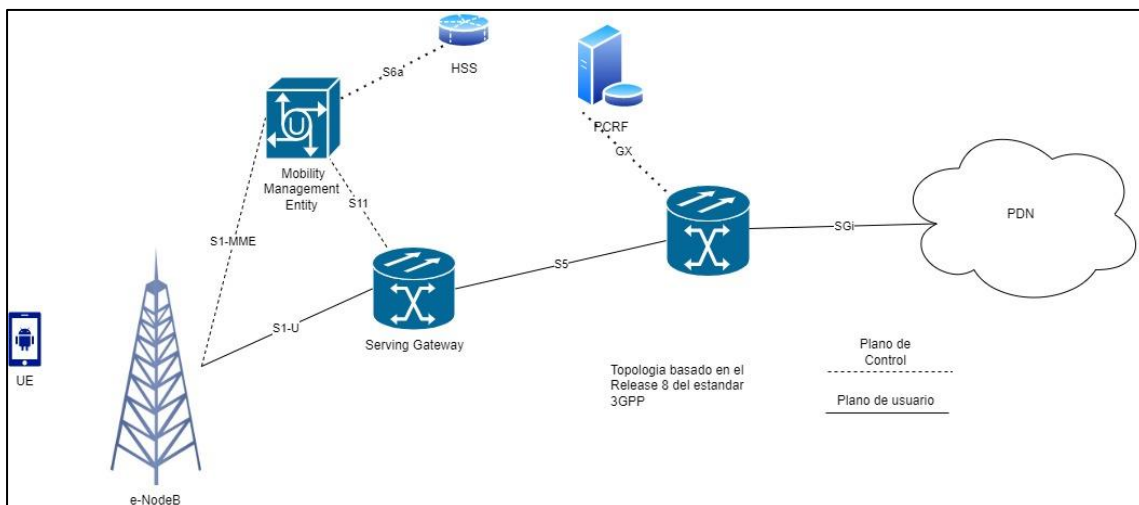 S6a
HSS
PCRF
GX
Mobility
Management
Entity
S11
PDN
SGi
S1-MME
S5
S1-U
Serving Gateway
UE
Topologia basado en el
Release 8 del estandar
3GPP
Plano de
Control
Plano de usuario
e-NodeB